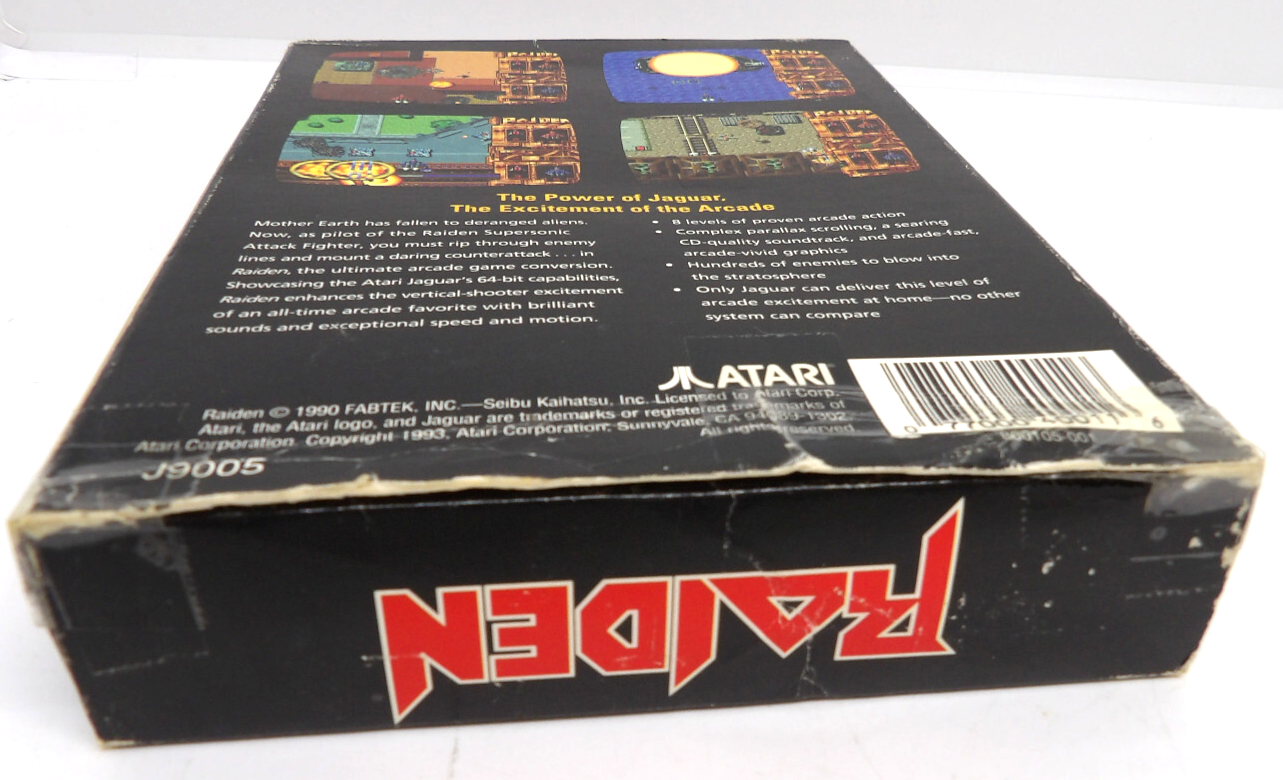 The Power of Jaguar,
The Excitement of the Arcade
Mother Earth has fallen to deranged aliens.
Now, as pilot of the Raiden Supersonic
Attack Fighter, you must rip through enemy
lines and mount a daring counterattack . . . in
Raiden, the ultimate arcade game conversion.
Showcasing the Atari Jaguar's 64-bit capabilities,
Raiden enhances the vertical-shooter excitement
of an all-time arcade favorite with brilliant
sounds and exceptional speed and motion.
• 8 levels of proven arcade action
• Complex parallax scrolling, a searing
CD-quality soundtrack, and arcade-fast,
arcade-vivid graphics
• Hundreds of enemies to blow into
the stratosphere
• Only Jaguar can deliver this level of
arcade excitement at home—no other
system can compare
ATARI
Raiden © 1990 FABTEK, INC.—Seibu Kaihatsu, Inc. Licensed to Atari Corp.
Atari, the Atari logo, and Jaguar are trademarks or registered trademarks of
Atari Corporation. Copyright 1993, Atari Corporation, Sunnyvale, CA 94089-1302
All rights reserved
J9005
RAIDEN